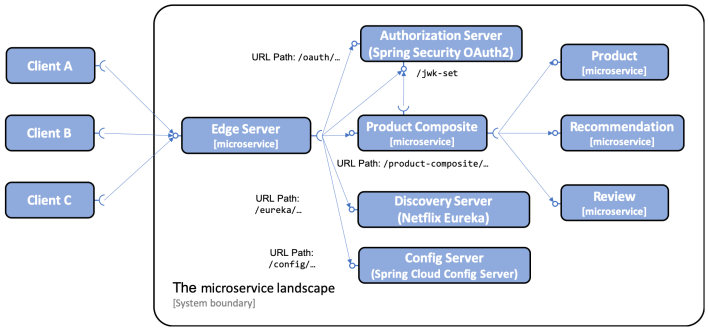 Client A
Client B
Client C
Edge Server
[microservice]
URL Path: /oauth/…
Authorization Server
(Spring Security OAuth2)
/jwk-set
Product Composite
[microservice]
URL Path: /product-composite/…
URL Path:
/eureka/…
Discovery Server
(Netflix Eureka)
URL Path:
/config/…
Config Server
(Spring Cloud Config Server)
Product
[microservice]
Recommendation
[microservice]
Review
[microservice]
The microservice landscape
[System boundary]